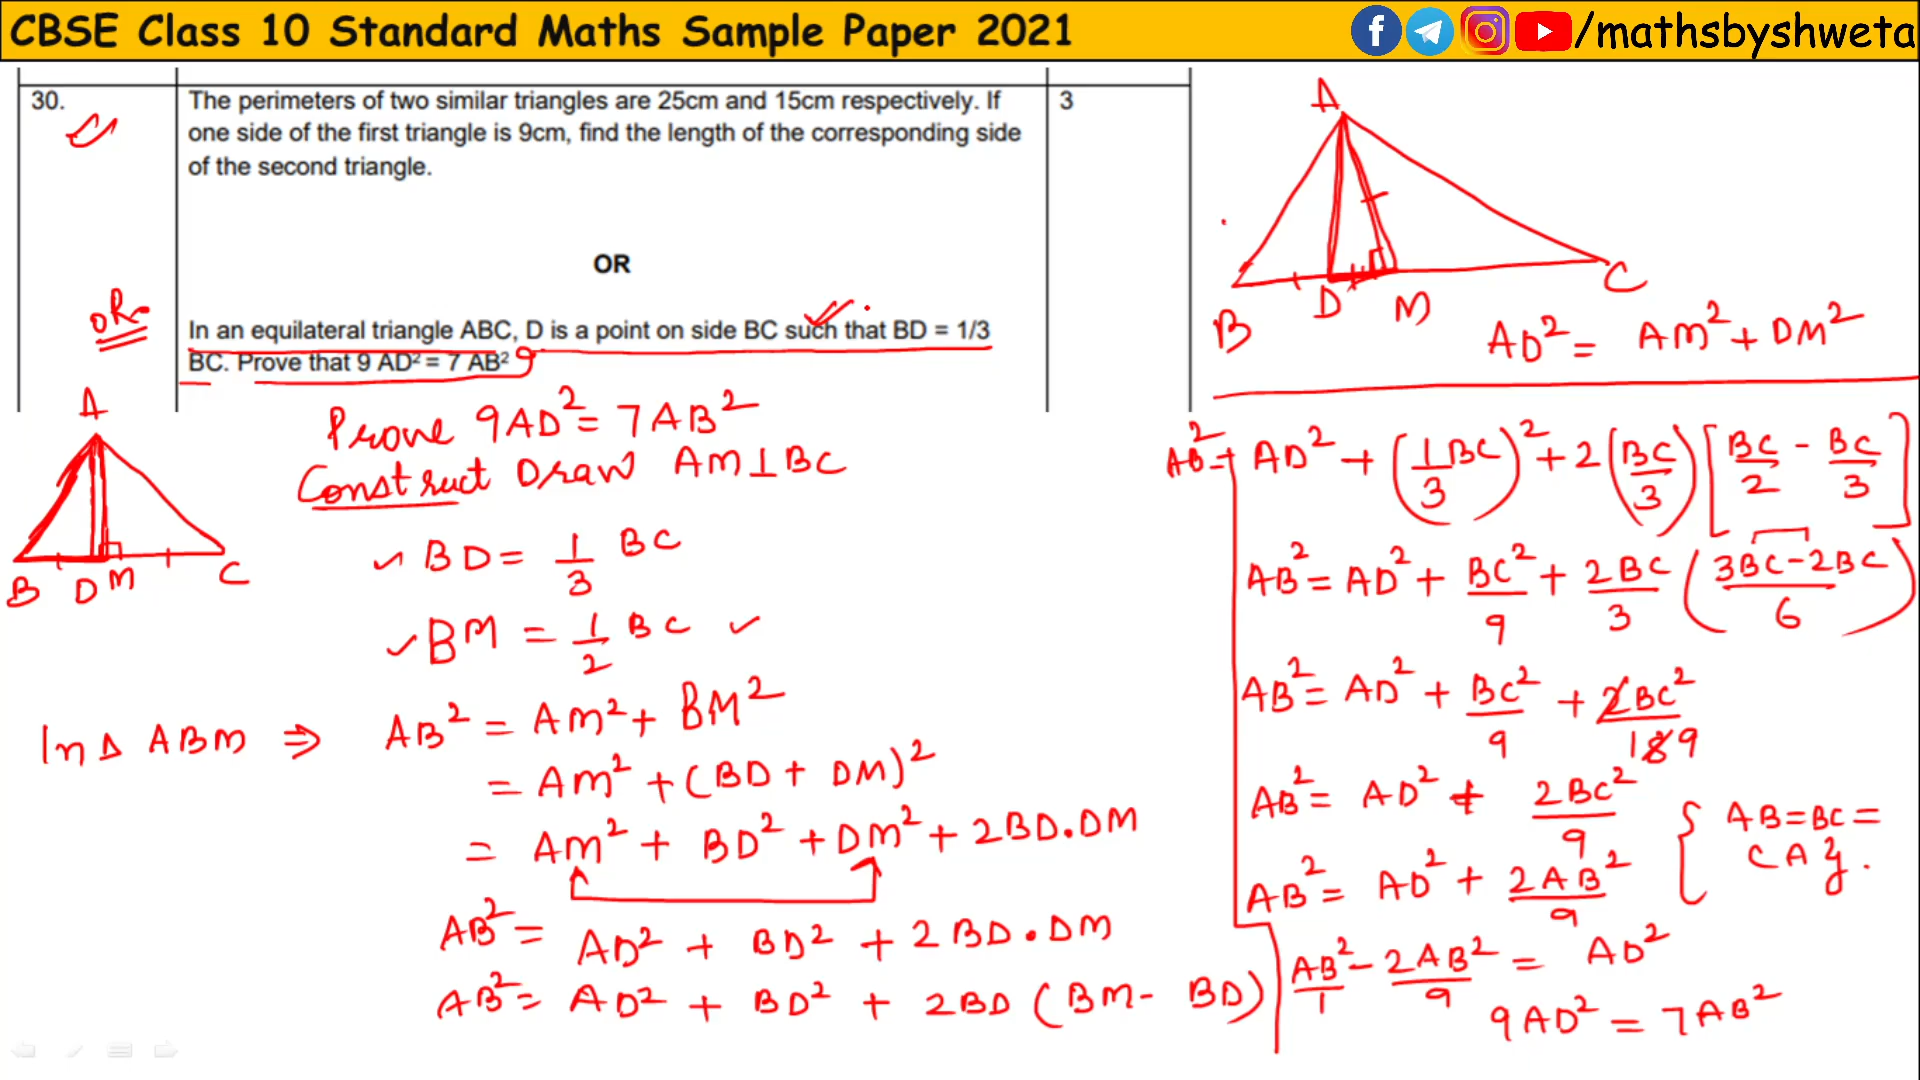 CBSE Class 10 Standard Maths Sample Paper 2021
/mathsbyshweta
30.
The perimeters of two similar triangles are 25cm and 15cm respectively. If
one side of the first triangle is 9cm, find the length of the corresponding side
of the second triangle.
3
OR
OR
In an equilateral triangle ABC, D is a point on side BC such that BD = 1/3
BC. Prove that 9 AD² = 7 AB²
A
B D M C
Prove 9AD² = 7AB²
Construct Draw AM⊥BC
BD = 1/3 BC
BM = 1/2 BC
In △ ABM ⇒ AB² = AM² + BM²
= AM² + (BD + DM)²
= AM² + BD² + DM² + 2BD.DM
AB² = AD² + BD² + 2BD.DM
AB² = AD² + BD² + 2BD (BM - BD)
A
B D M C
AD² = AM² + DM²
AB² = AD² + (1/3 BC)² + 2 (BC/3) [BC/2 - BC/3]
AB² = AD² + BC²/9 + 2BC/3 (3BC - 2BC/6)
AB² = AD² + BC²/9 + 2BC²/18 9
AB² = AD² + 2BC²/9
{ AB = BC =
CA }.
AB² = AD² + 2AB²/9
AB²/1 - 2AB²/9 = AD²
9AD² = 7AB²